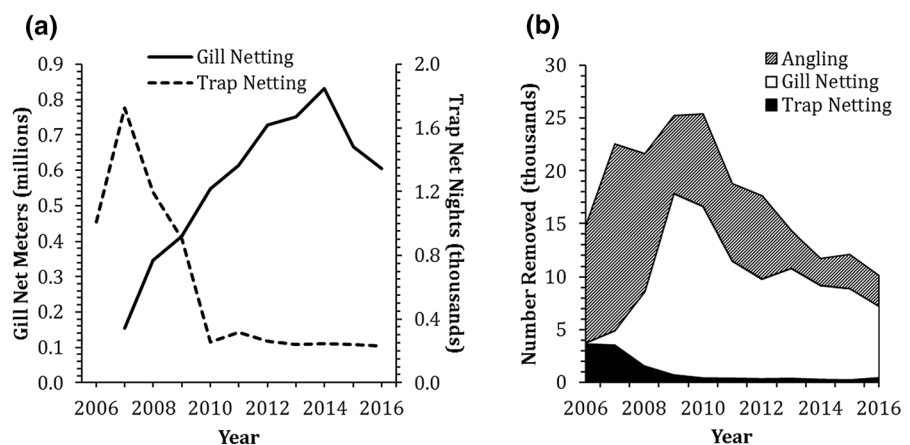 (a)
Gill Netting
Trap Netting
Gill Net Meters (millions)
0.9
0.8
0.7
0.6
0.5
0.4
0.3
0.2
0.1
0.0
2.0
1.6
1.2
0.8
0.4
0.0
Trap Net Nights (thousands)
2006 2008 2010 2012 2014 2016
Year
(b)
Angling
Gill Netting
Trap Netting
Number Removed (thousands)
30
25
20
15
10
5
0
2006 2008 2010 2012 2014 2016
Year